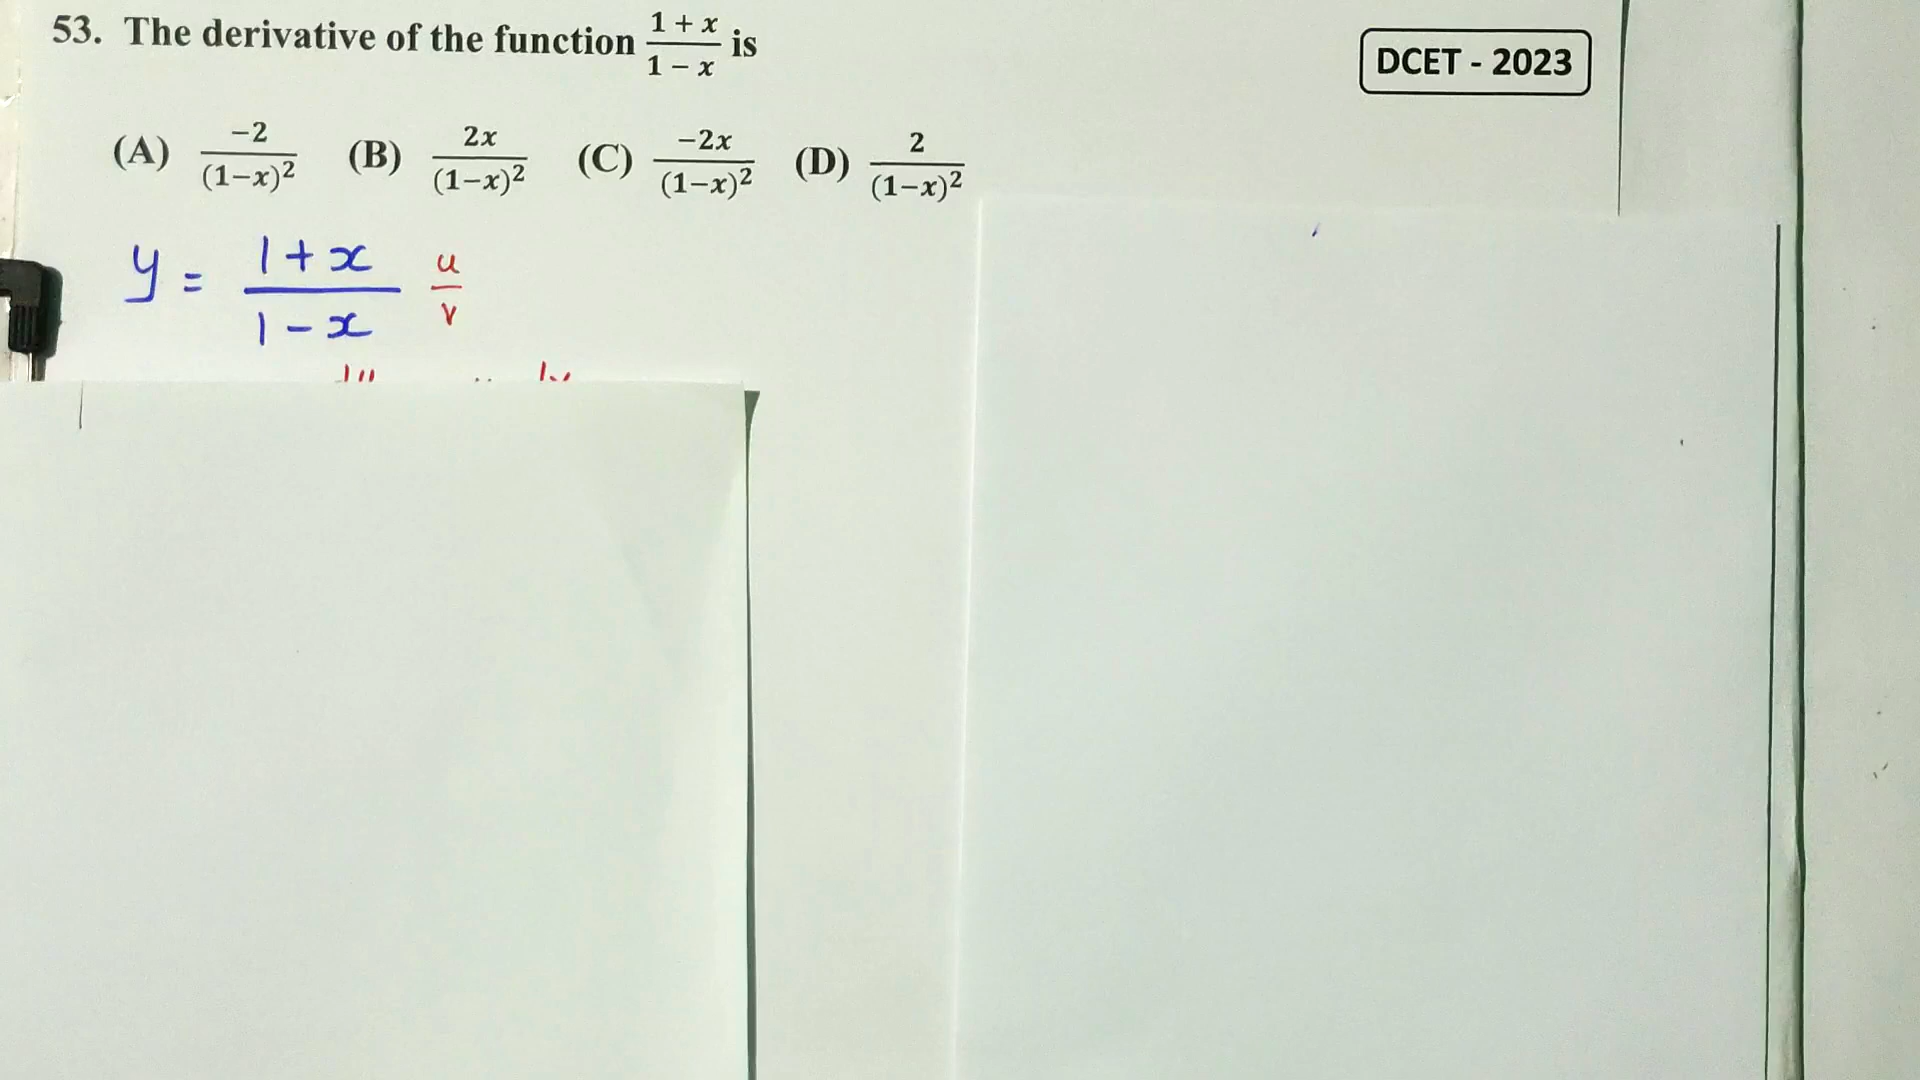 53. The derivative of the function (1 + x)/(1 − x) is
DCET - 2023
(A) −2/(1−x)² (B) 2x/(1−x)² (C) −2x/(1−x)² (D) 2/(1−x)²
y = (1+x)/(1−x) u/v